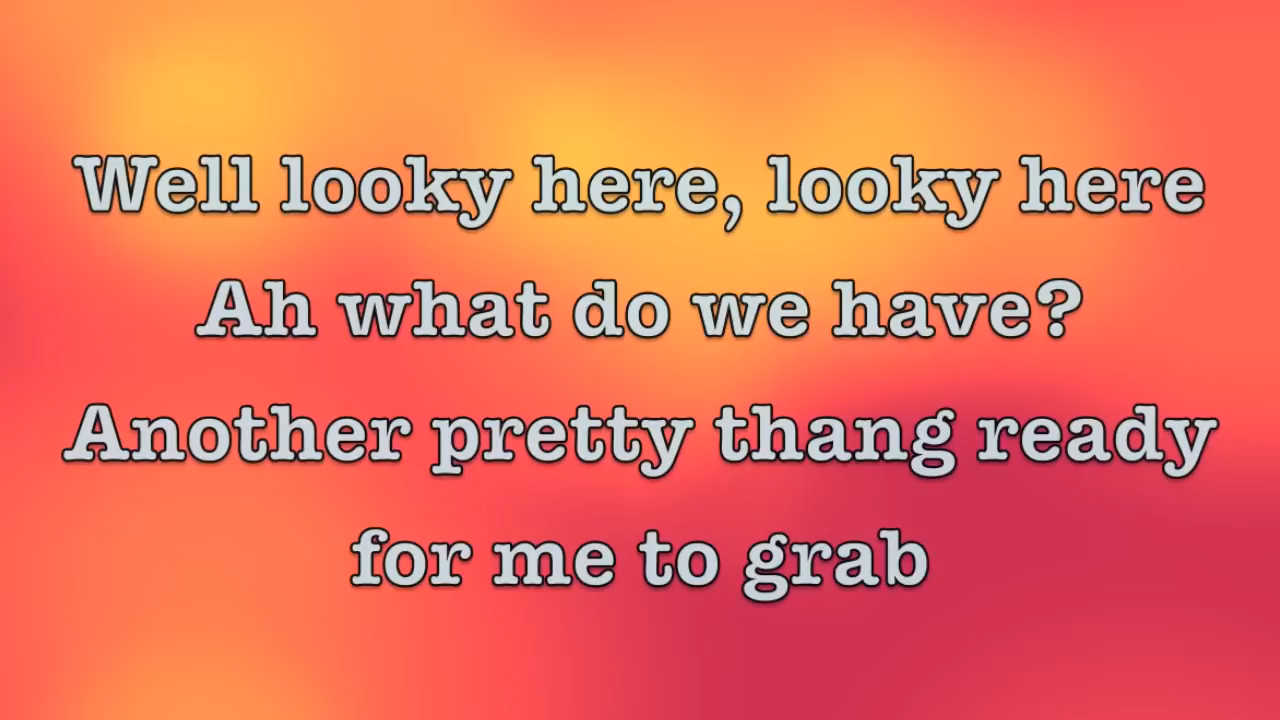 Well looky here, looky here
Ah what do we have?
Another pretty thang ready
for me to grab